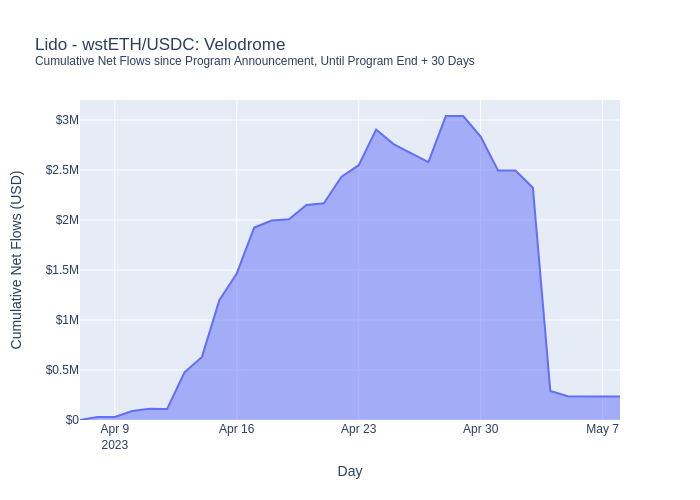 Lido - wstETH/USDC: Velodrome
Cumulative Net Flows since Program Announcement, Until Program End + 30 Days
Cumulative Net Flows (USD)
$3M
$2.5M
$2M
$1.5M
$1M
$0.5M
$0
Apr 9
2023
Apr 16
Apr 23
Apr 30
May 7
Day